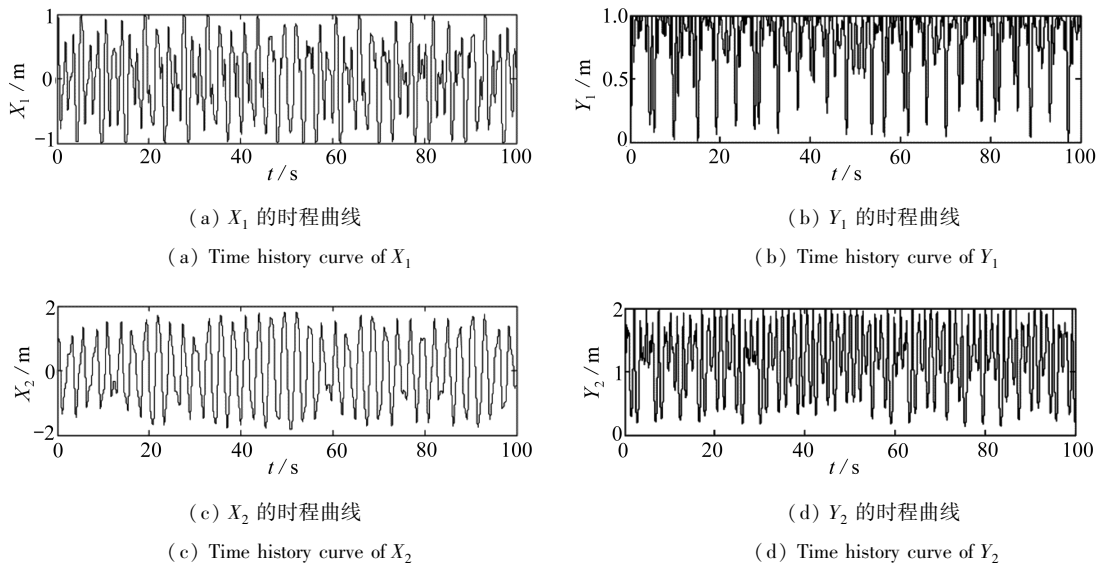 1
0
−1
X₁ / m
0 20 40 60 80 100
t / s
(a) X₁ 的时程曲线
(a) Time history curve of X₁
1.0
0.5
0
Y₁ / m
0 20 40 60 80 100
t / s
(b) Y₁ 的时程曲线
(b) Time history curve of Y₁
2
0
−2
X₂ / m
0 20 40 60 80 100
t / s
(c) X₂ 的时程曲线
(c) Time history curve of X₂
2
1
0
Y₂ / m
0 20 40 60 80 100
t / s
(d) Y₂ 的时程曲线
(d) Time history curve of Y₂